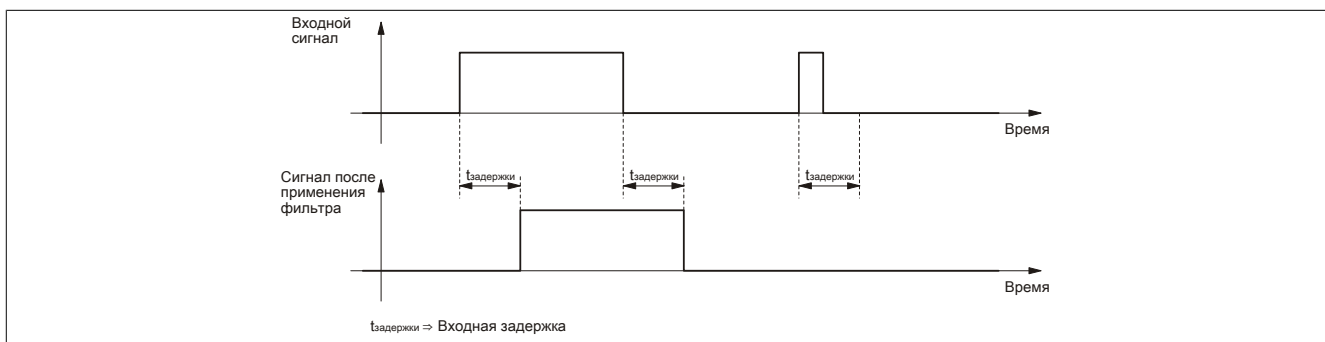 Входной
сигнал
Время
tзадержки
tзадержки
tзадержки
Сигнал после
применения
фильтра
Время
tзадержки ⇒ Входная задержка